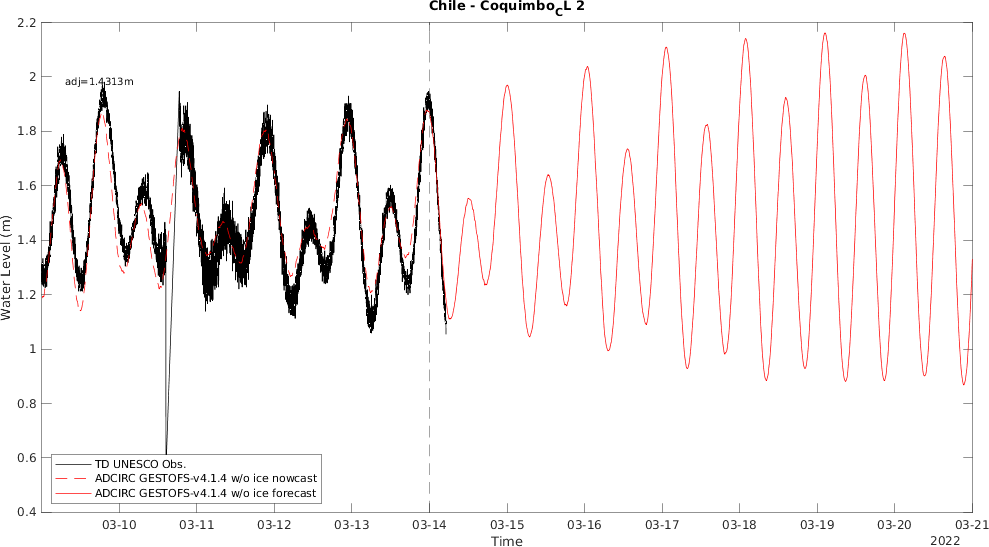 Chile - Coquimbo_CL 2
2.2
2
1.8
1.6
1.4
1.2
1
0.8
0.6
0.4
Water Level (m)
adj=1.4313m
TD UNESCO Obs.
ADCIRC GESTOFS-v4.1.4 w/o ice nowcast
ADCIRC GESTOFS-v4.1.4 w/o ice forecast
03-10 03-11 03-12 03-13 03-14 03-15 03-16 03-17 03-18 03-19 03-20 03-21
Time
2022